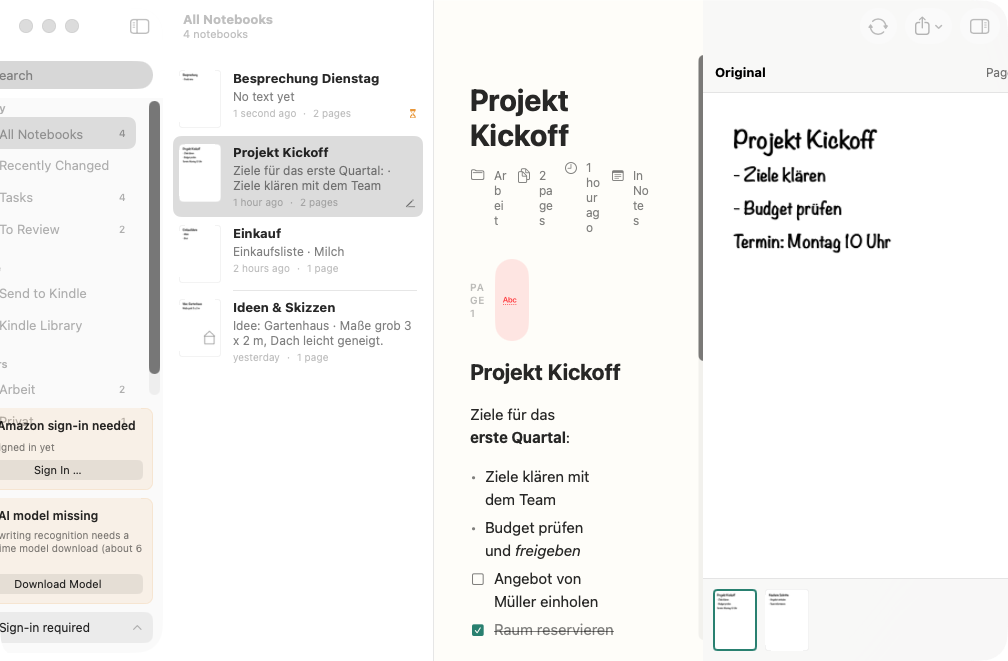 All Notebooks
4 notebooks
earch
y
All Notebooks 4
Recently Changed
Tasks 4
To Review 2
Send to Kindle
Kindle Library
rs
Arbeit 2
Privat 1
Amazon sign-in needed
igned in yet
Sign In ...
AI model missing
writing recognition needs a
ime model download (about 6
Download Model
Sign-in required
Besprechung Dienstag
No text yet
1 second ago · 2 pages
Projekt Kickoff
Ziele für das erste Quartal: ·
Ziele klären mit dem Team
1 hour ago · 2 pages
Einkauf
Einkaufsliste · Milch
2 hours ago · 1 page
Ideen & Skizzen
Idee: Gartenhaus · Maße grob 3
x 2 m, Dach leicht geneigt.
yesterday · 1 page
Projekt
Kickoff
Ar
b
ei
t
2
pa
ge
s
1
ho
ur
ag
o
In
No
te
s
PA
GE
1
Abc
Projekt Kickoff
Ziele für das
erste Quartal:
• Ziele klären mit
dem Team
• Budget prüfen
und freigeben
Angebot von
Müller einholen
Raum reservieren
Original
Pag
Projekt Kickoff
- Ziele klären
- Budget prüfen
Termin: Montag 10 Uhr